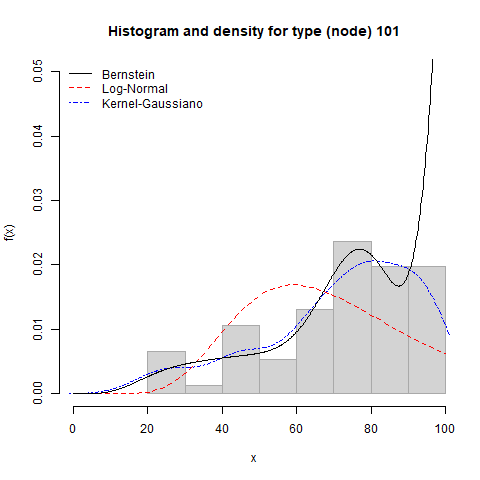 Histogram and density for type (node) 101
Bernstein
Log-Normal
Kernel-Gaussiano
f(x)
0.05
0.04
0.03
0.02
0.01
0.00
0 20 40 60 80 100
x